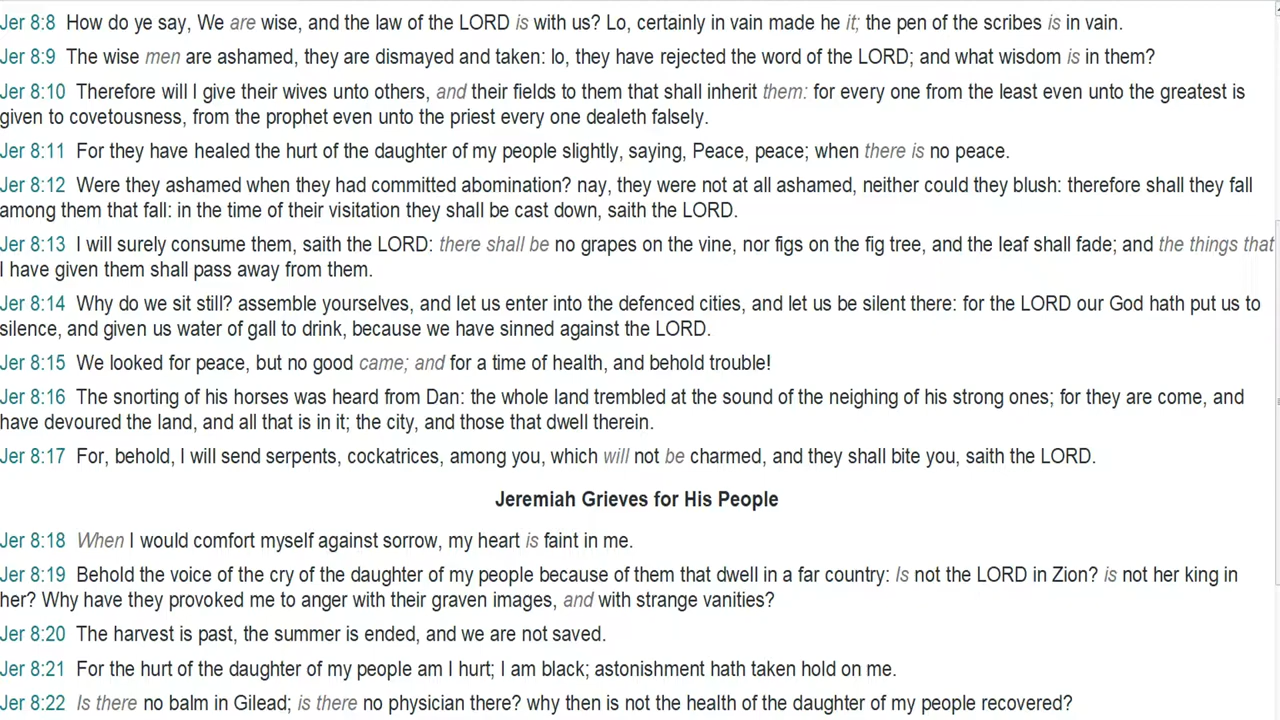 Jer 8:8 How do ye say, We are wise, and the law of the LORD is with us? Lo, certainly in vain made he it; the pen of the scribes is in vain.
Jer 8:9 The wise men are ashamed, they are dismayed and taken: lo, they have rejected the word of the LORD; and what wisdom is in them?
Jer 8:10 Therefore will I give their wives unto others, and their fields to them that shall inherit them: for every one from the least even unto the greatest is
given to covetousness, from the prophet even unto the priest every one dealeth falsely.
Jer 8:11 For they have healed the hurt of the daughter of my people slightly, saying, Peace, peace; when there is no peace.
Jer 8:12 Were they ashamed when they had committed abomination? nay, they were not at all ashamed, neither could they blush: therefore shall they fall
among them that fall: in the time of their visitation they shall be cast down, saith the LORD.
Jer 8:13 I will surely consume them, saith the LORD: there shall be no grapes on the vine, nor figs on the fig tree, and the leaf shall fade; and the things that
I have given them shall pass away from them.
Jer 8:14 Why do we sit still? assemble yourselves, and let us enter into the defenced cities, and let us be silent there: for the LORD our God hath put us to
silence, and given us water of gall to drink, because we have sinned against the LORD.
Jer 8:15 We looked for peace, but no good came; and for a time of health, and behold trouble!
Jer 8:16 The snorting of his horses was heard from Dan: the whole land trembled at the sound of the neighing of his strong ones; for they are come, and
have devoured the land, and all that is in it; the city, and those that dwell therein.
Jer 8:17 For, behold, I will send serpents, cockatrices, among you, which will not be charmed, and they shall bite you, saith the LORD.
Jeremiah Grieves for His People
Jer 8:18 When I would comfort myself against sorrow, my heart is faint in me.
Jer 8:19 Behold the voice of the cry of the daughter of my people because of them that dwell in a far country: Is not the LORD in Zion? is not her king in
her? Why have they provoked me to anger with their graven images, and with strange vanities?
Jer 8:20 The harvest is past, the summer is ended, and we are not saved.
Jer 8:21 For the hurt of the daughter of my people am I hurt; I am black; astonishment hath taken hold on me.
Jer 8:22 Is there no balm in Gilead; is there no physician there? why then is not the health of the daughter of my people recovered?